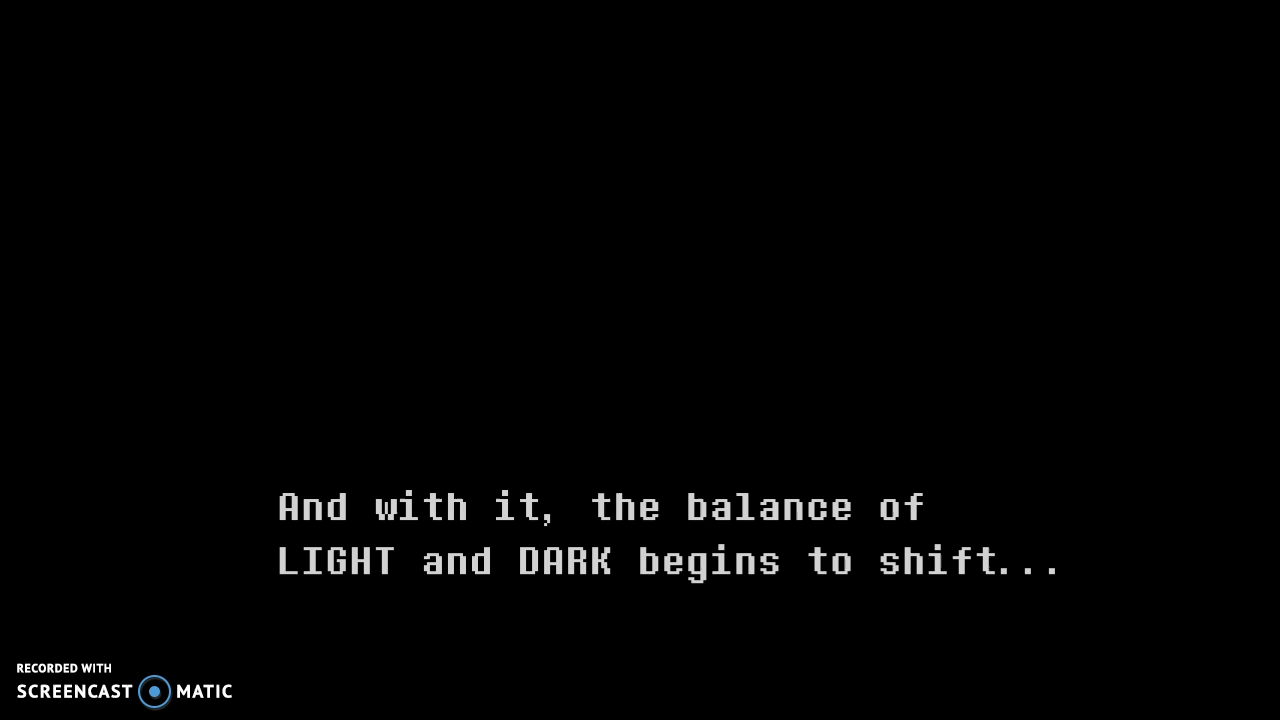 And with it, the balance of
LIGHT and DARK begins to shift...
RECORDED WITH
SCREENCAST MATIC